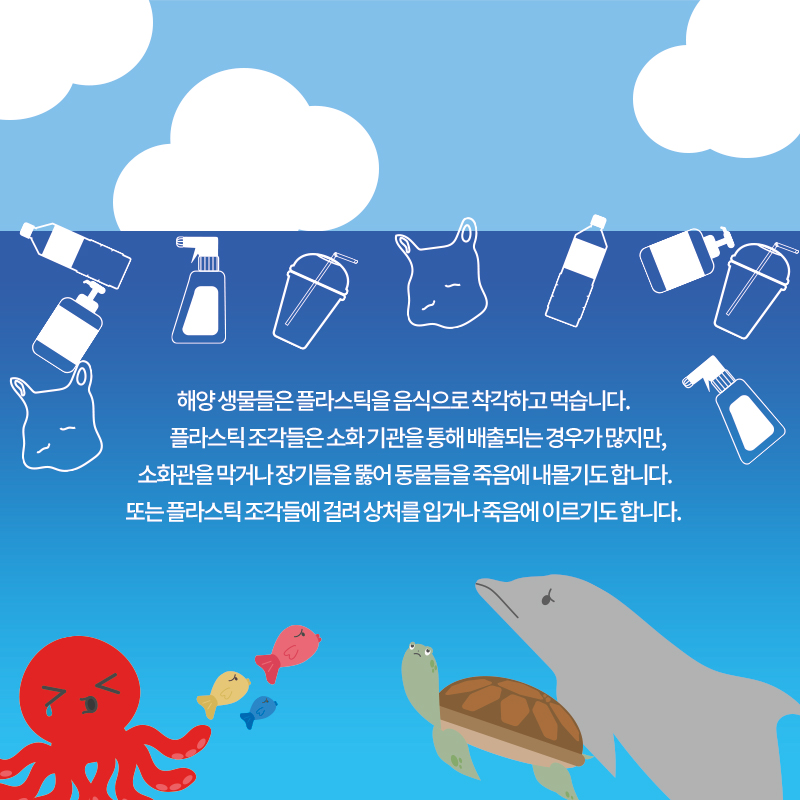 해양 생물들은 플라스틱을 음식으로 착각하고 먹습니다.
플라스틱 조각들은 소화 기관을 통해 배출되는 경우가 많지만,
소화관을 막거나 장기들을 뚫어 동물들을 죽음에 내몰기도 합니다.
또는 플라스틱 조각들에 걸려 상처를 입거나 죽음에 이르기도 합니다.